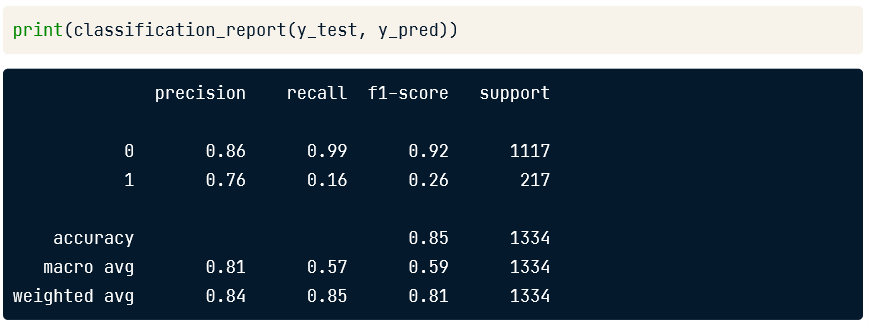 print(classification_report(y_test, y_pred))
precision recall f1-score support
0 0.86 0.99 0.92 1117
1 0.76 0.16 0.26 217
accuracy 0.85 1334
macro avg 0.81 0.57 0.59 1334
weighted avg 0.84 0.85 0.81 1334